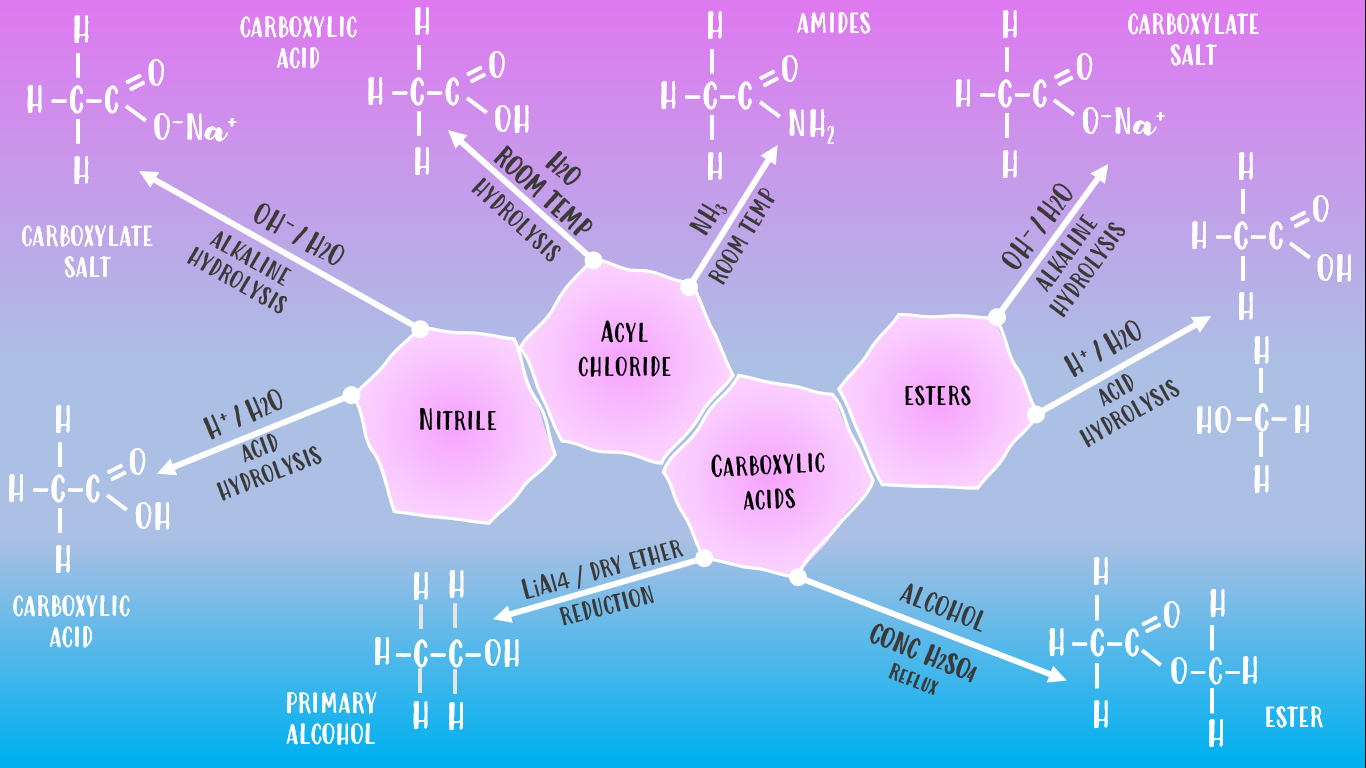 CARBOXYLIC
ACID
AMIDES
CARBOXYLATE
SALT
H
H –C–C =O
O⁻Na⁺
H
H
H –C–C =O
OH
H
H
H –C–C =O
NH₂
H
H
H –C–C =O
O⁻Na⁺
H
CARBOXYLATE
SALT
OH⁻ / H2O
ALKALINE
HYDROLYSIS
H2O
ROOM TEMP
HYDROLYSIS
NH₃
ROOM TEMP
OH⁻ / H2O
ALKALINE
HYDROLYSIS
H
H –C–C =O
OH
H
H⁺ / H2O
ACID
HYDROLYSIS
H
HO–C–H
H
NITRILE
ACYL
CHLORIDE
CARBOXYLIC
ACIDS
ESTERS
H⁺ / H2O
ACID
HYDROLYSIS
H
H –C–C =O
OH
H
CARBOXYLIC
ACID
LiAl4 / DRY ETHER
REDUCTION
H H
H–C–C–OH
H H
PRIMARY
ALCOHOL
ALCOHOL
CONC H2SO4
REFLUX
H
H –C–C =O
H
O–C–H
H
H
ESTER